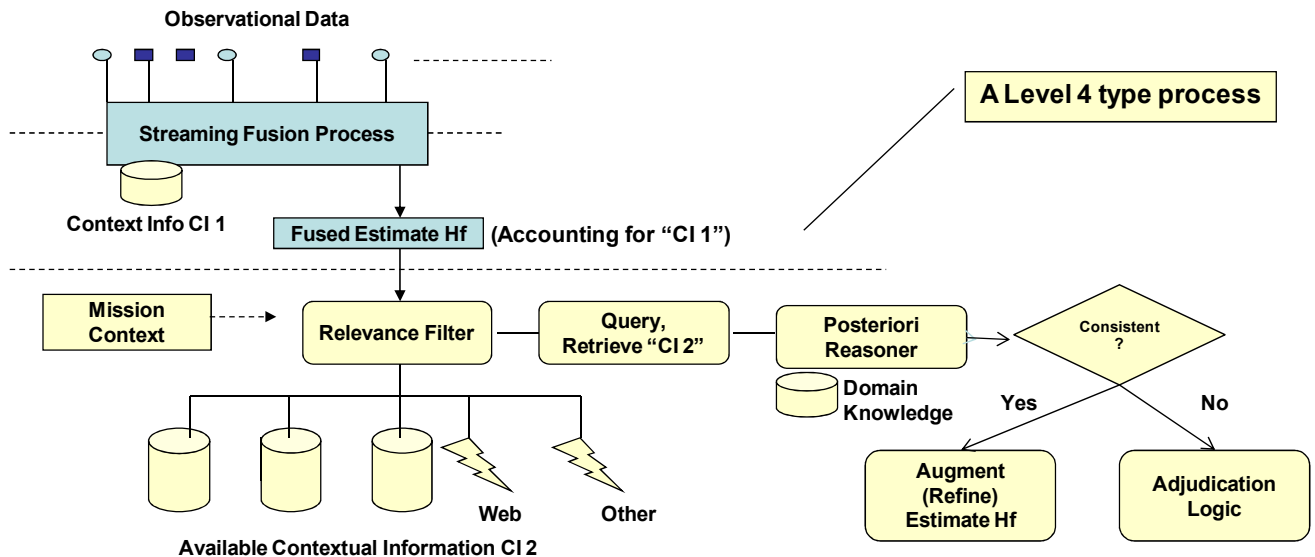 Observational Data
A Level 4 type process
Streaming Fusion Process
Context Info CI 1
Fused Estimate Hf
(Accounting for “CI 1”)
Mission
Context
Relevance Filter
Query,
Retrieve “CI 2”
Posteriori
Reasoner
Consistent
?
Domain
Knowledge
Yes
No
Web
Other
Augment
(Refine)
Estimate Hf
Adjudication
Logic
Available Contextual Information CI 2